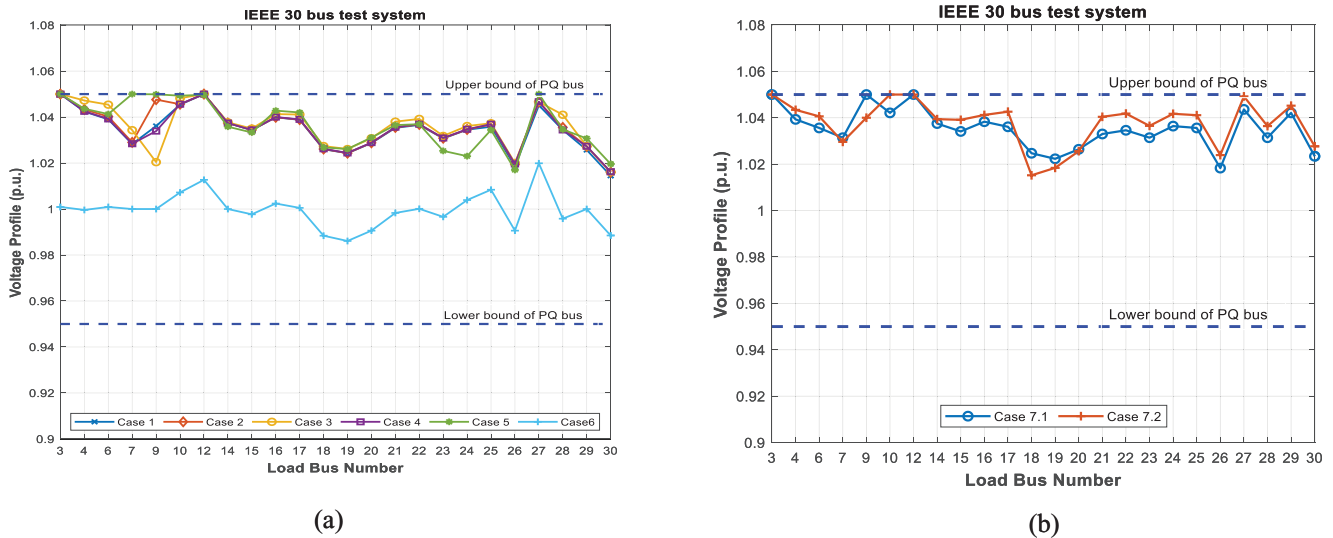 IEEE 30 bus test system
1.08
1.06
1.04
1.02
1
0.98
0.96
0.94
0.92
0.9
Voltage Profile (p.u.)
Upper bound of PQ bus
Lower bound of PQ bus
Case 1 Case 2 Case 3 Case 4 Case 5 Case6
3 4 6 7 9 10 12 14 15 16 17 18 19 20 21 22 23 24 25 26 27 28 29 30
Load Bus Number
(a)
IEEE 30 bus test system
1.08
1.06
1.04
1.02
1
0.98
0.96
0.94
0.92
0.9
Voltage Profile (p.u.)
Upper bound of PQ bus
Lower bound of PQ bus
Case 7.1 Case 7.2
3 4 6 7 9 10 12 14 15 16 17 18 19 20 21 22 23 24 25 26 27 28 29 30
Load Bus Number
(b)